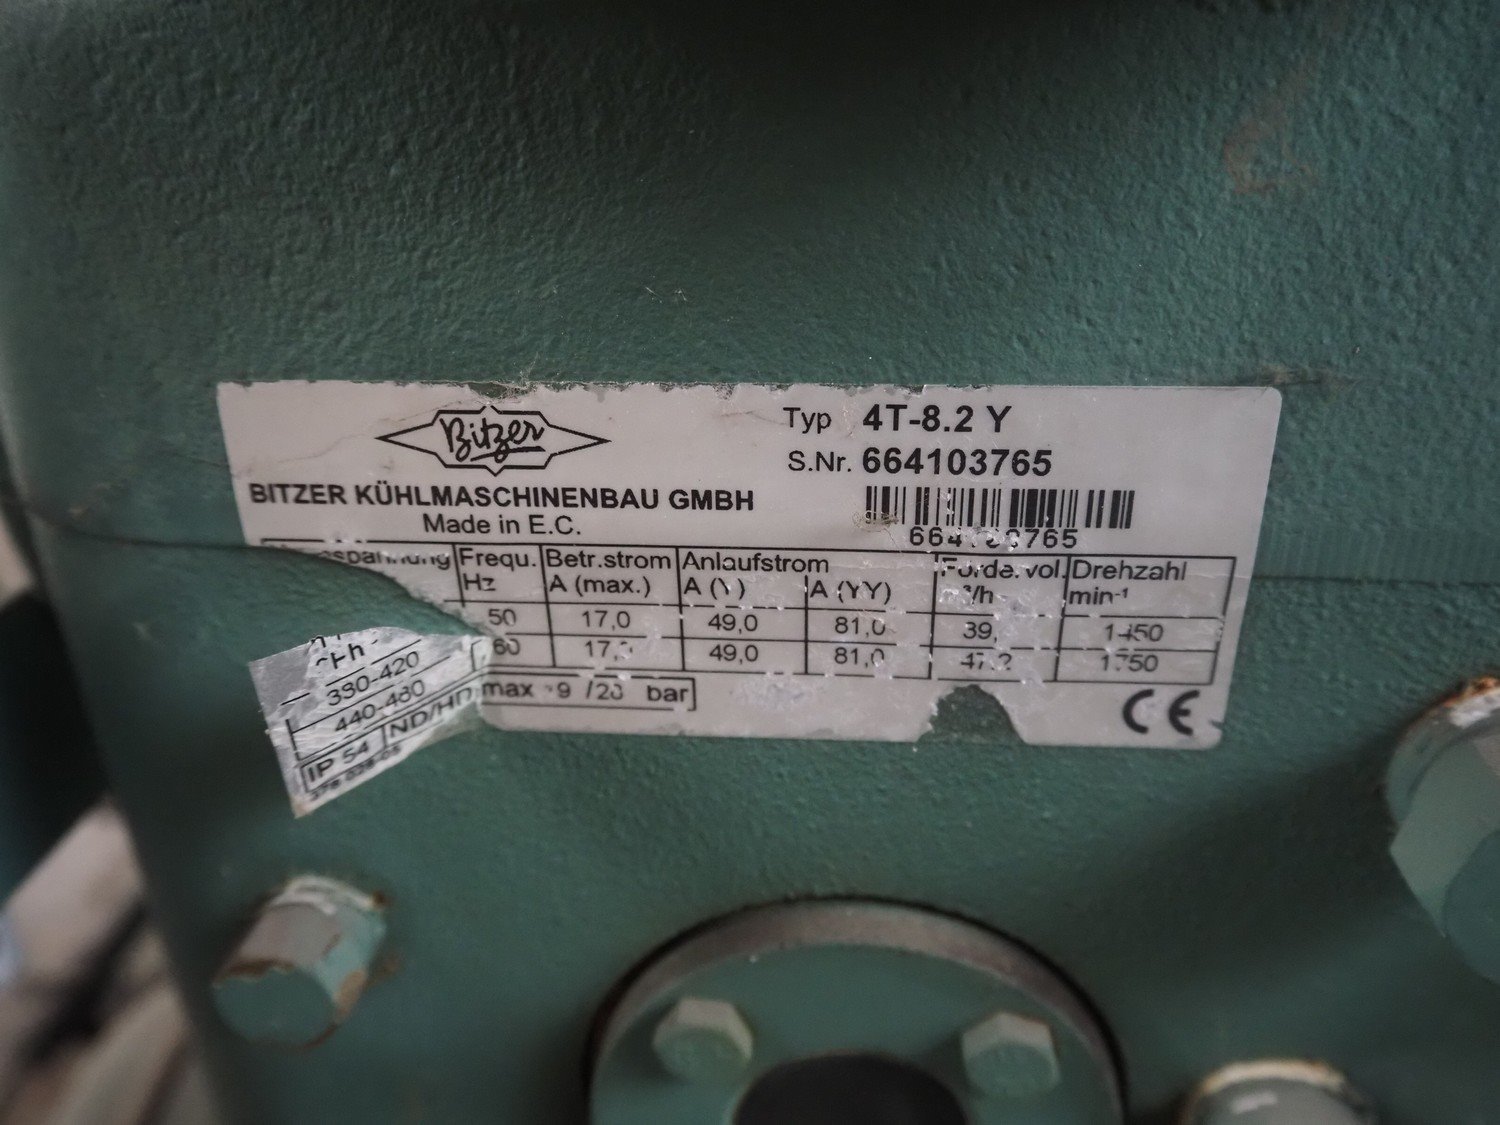 Bitzer
Typ 4T-8.2 Y
S.Nr. 664103765
BITZER KÜHLMASCHINENBAU GMBH
Made in E.C.
Frequ. Betr.strom Anlaufstrom Drehzahl
Hz A (max.) A (Y) A (YY) min-¹
50 17,0 49,0 81,0 39, 1450
60 49,0 81,0 1750
380-420
440-480
IP 54 ND/HD max bar
CE